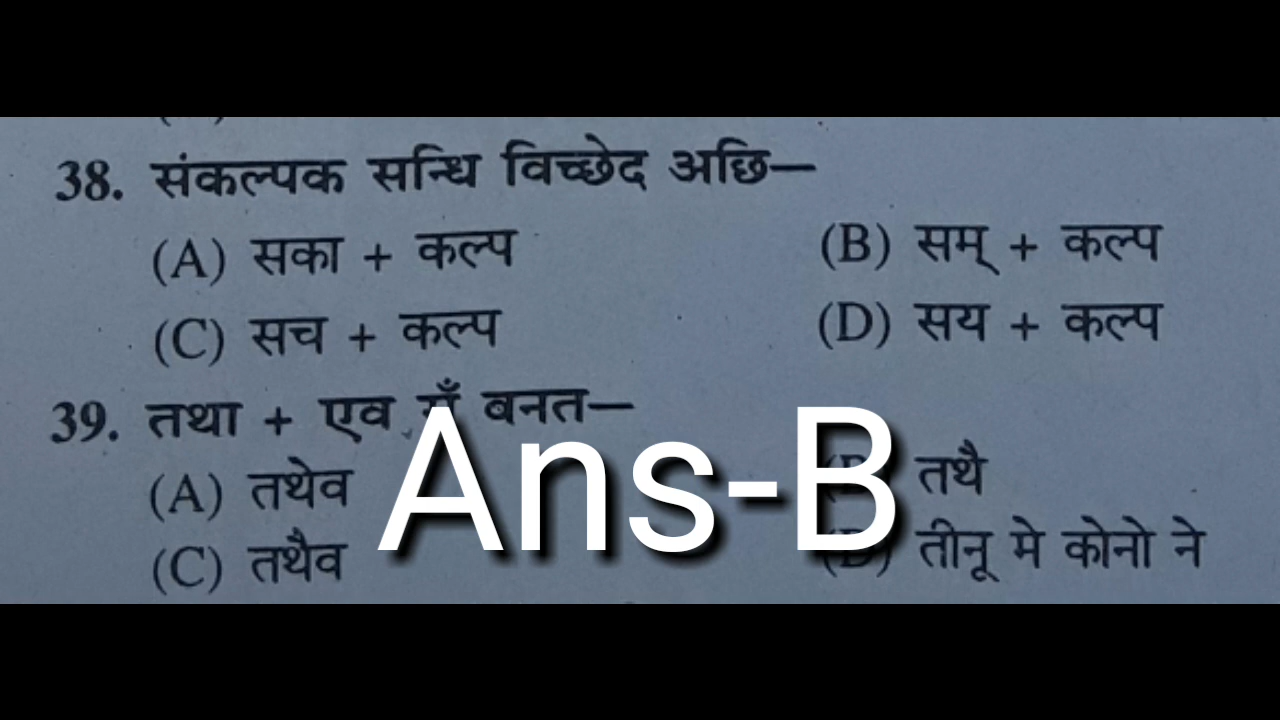 38. संकल्पक सन्धि विच्छेद अछि—
(A) सका + कल्प (B) सम् + कल्प
(C) सच + कल्प (D) सय + कल्प
39. तथा + एव सँ बनत—
Ans-B
(A) तथेव तथै
(C) तथैव (D) तीनू मे कोनो ने